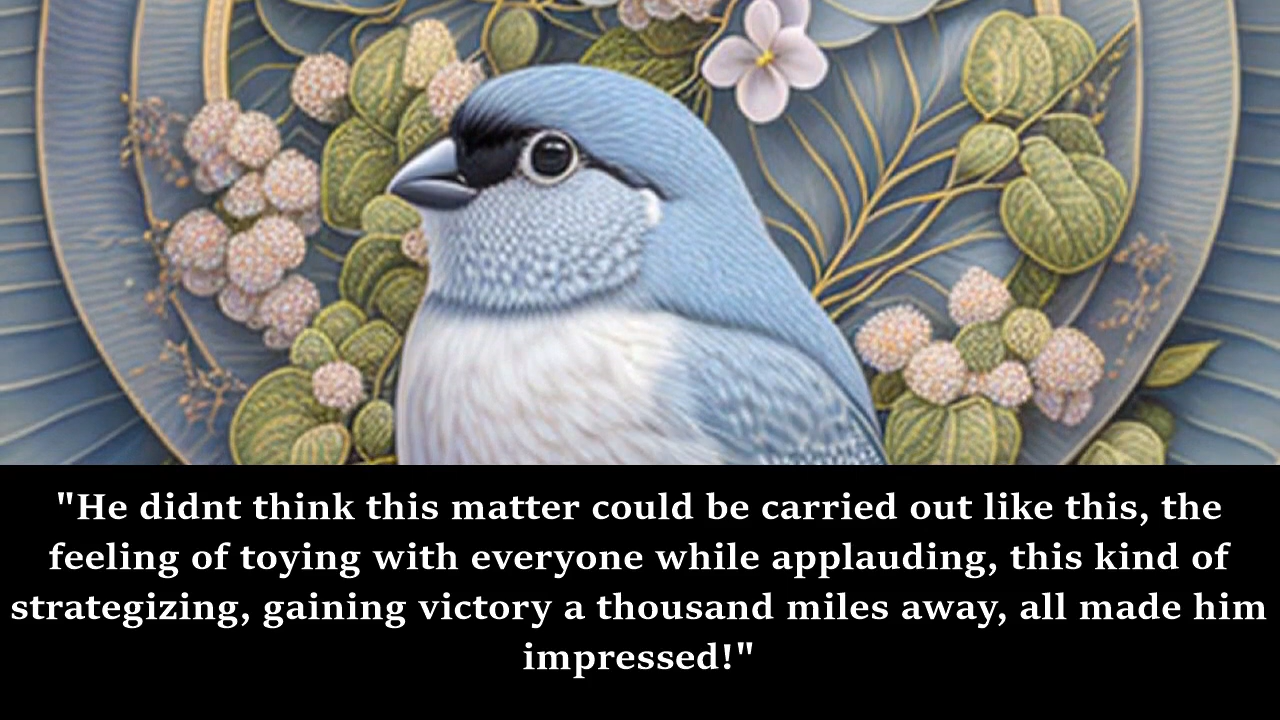 "He didnt think this matter could be carried out like this, the
feeling of toying with everyone while applauding, this kind of
strategizing, gaining victory a thousand miles away, all made him
impressed!"